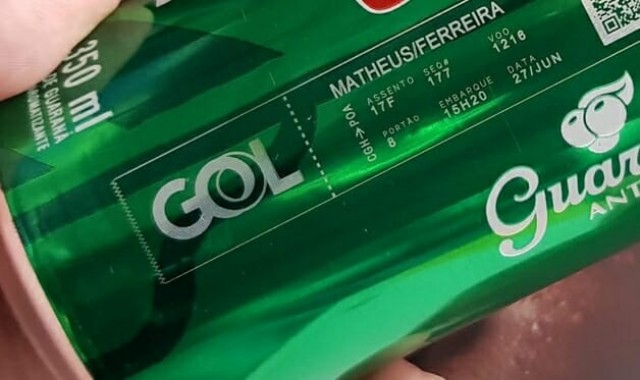 350 ml
DE GUARANÁ
GOL
MATHEUS/FERREIRA
CGH POA
ASSENTO SEQ# VOO
17F 177 1216
PORTÃO EMBARQUE DATA
8 15H20 27/JUN
Guar
ANT